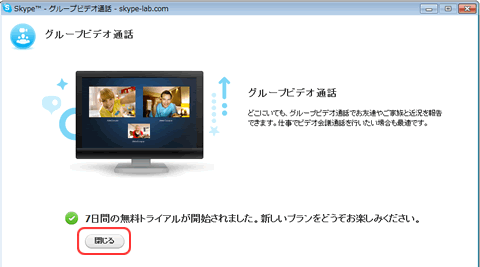 Skype™ - グループビデオ通話 - skype-lab.com
グループビデオ通話
グループビデオ通話
どこにいても、グループビデオ通話でお友達やご家族と近況を報告
できます。仕事でビデオ会議通話を行いたい場合も最適です。
7日間の無料トライアルが開始されました。新しいプランをどうぞお楽しみください。
閉じる